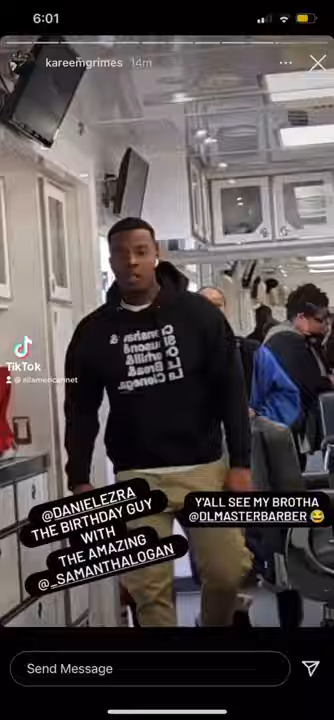 6:01
kareemgrimes 14m
TikTok
@allamericannet
@DANIELEZRA
THE BIRTHDAY GUY
WITH
THE AMAZING
@_SAMANTHALOGAN
Y'ALL SEE MY BROTHA
@DLMASTERBARBER 😂
Send Message